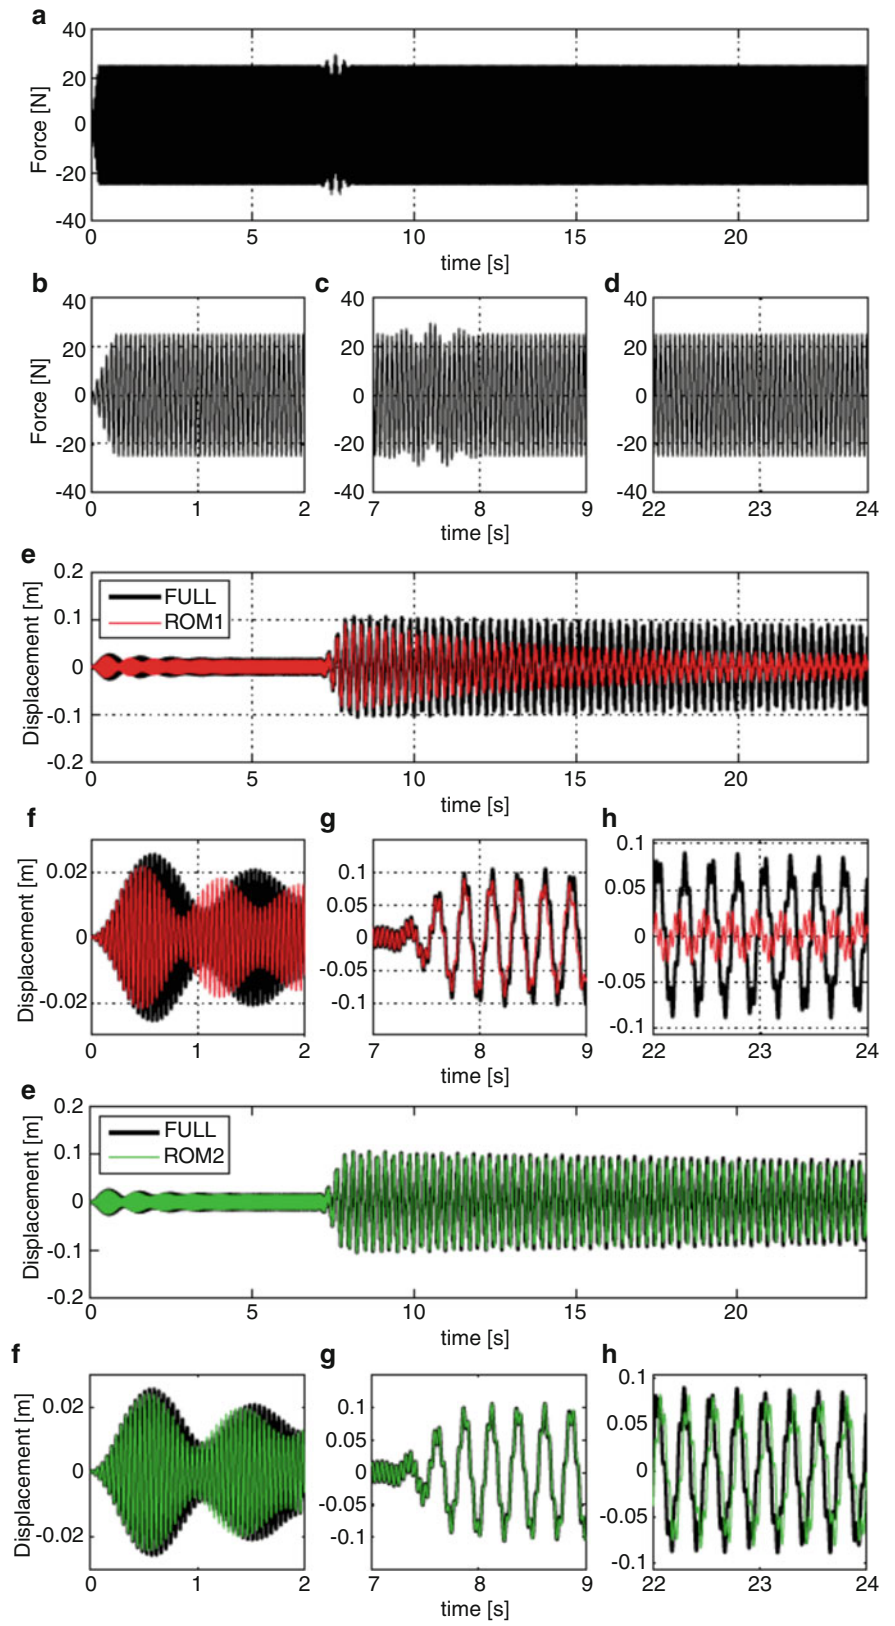 a
40
20
0
-20
-40
Force [N]
0 5 10 15 20
time [s]
b c d
40 40 40
20 20 20
0 0 0
-20 -20 -20
-40 -40 -40
Force [N]
0 1 2 7 8 9 22 23 24
time [s]
e
0.2
0.1
0
-0.1
-0.2
Displacement [m]
FULL
ROM1
0 5 10 15 20
time [s]
f g h
0.02
0
-0.02
Displacement [m]
0.1
0.05
0
-0.05
-0.1
0.1
0.05
0
-0.05
-0.1
0 1 2 7 8 9 22 23 24
time [s]
e
0.2
0.1
0
-0.1
-0.2
Displacement [m]
FULL
ROM2
0 5 10 15 20
time [s]
f g h
0.02
0
-0.02
Displacement [m]
0.1
0.05
0
-0.05
-0.1
0.1
0.05
0
-0.05
-0.1
0 1 2 7 8 9 22 23 24
time [s]